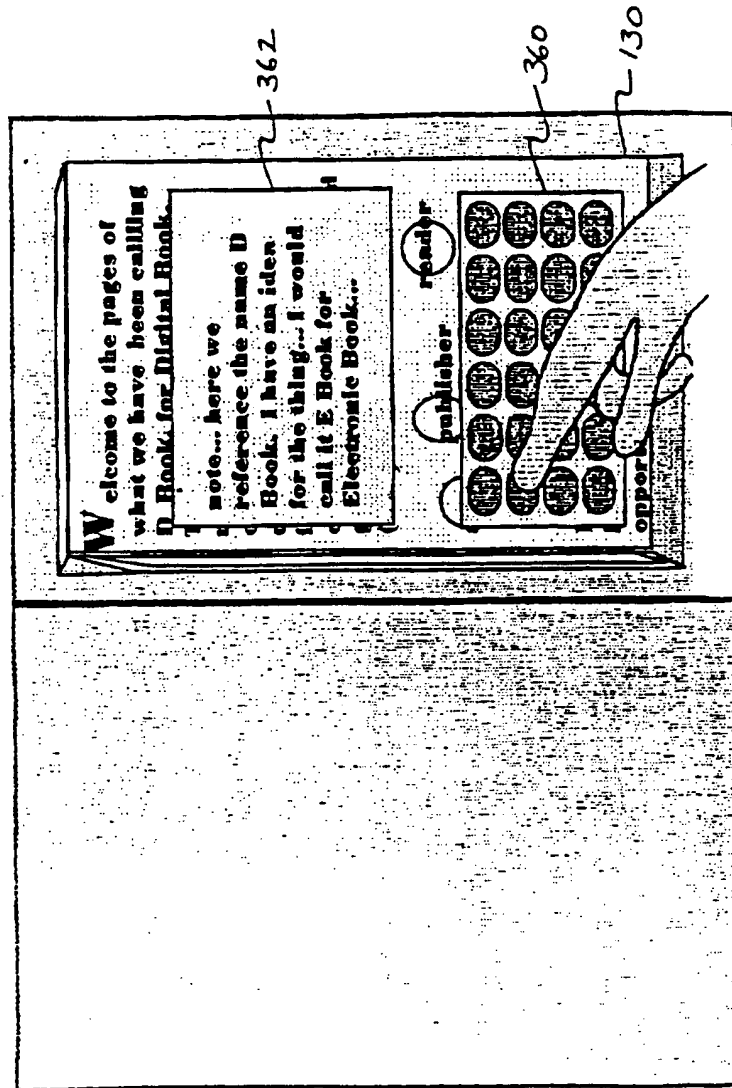 Welcome to the pages of
what we have been calling
D Book, for Digital Book.
note... here we
reference the name D
Book. I have an idea
for the thing... I would
call it E Book for
Electronic Book...
362
publisher
reader
360
oppor
130